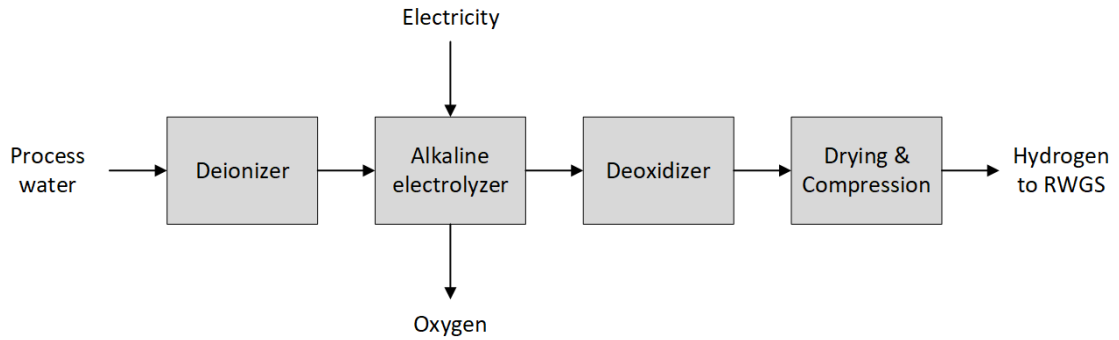 Electricity
Process
water
Deionizer
Alkaline
electrolyzer
Deoxidizer
Drying &
Compression
Hydrogen
to RWGS
Oxygen